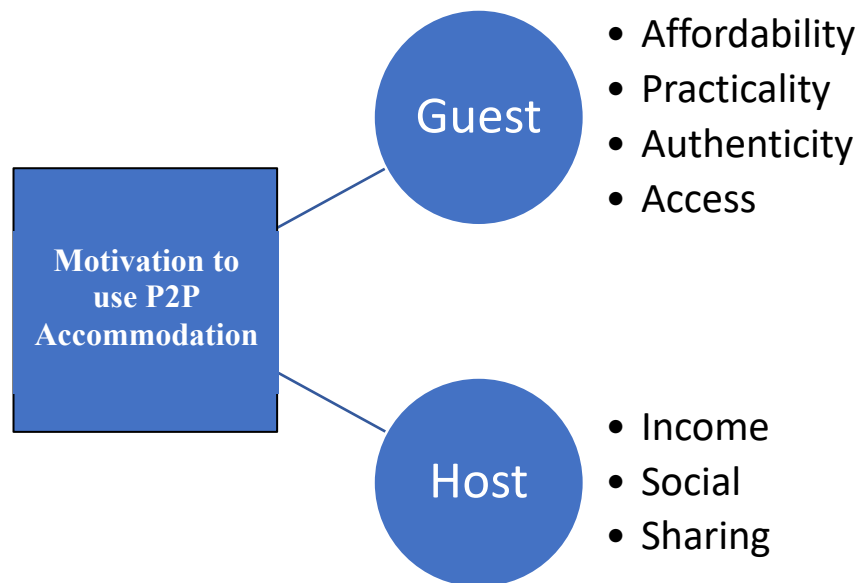 Motivation to
use P2P
Accommodation
Guest
• Affordability
• Practicality
• Authenticity
• Access
Host
• Income
• Social
• Sharing